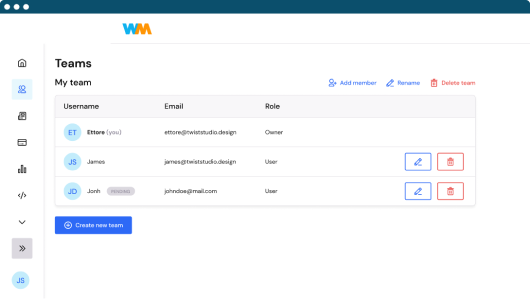 WM
Teams
My team
Add member Rename Delete team
Username Email Role
ET Ettore (you) ettore@twiststudio.design Owner
JS James james@twiststudio.design User
JD Jonh PENDING johndoe@mail.com User
Create new team
JS